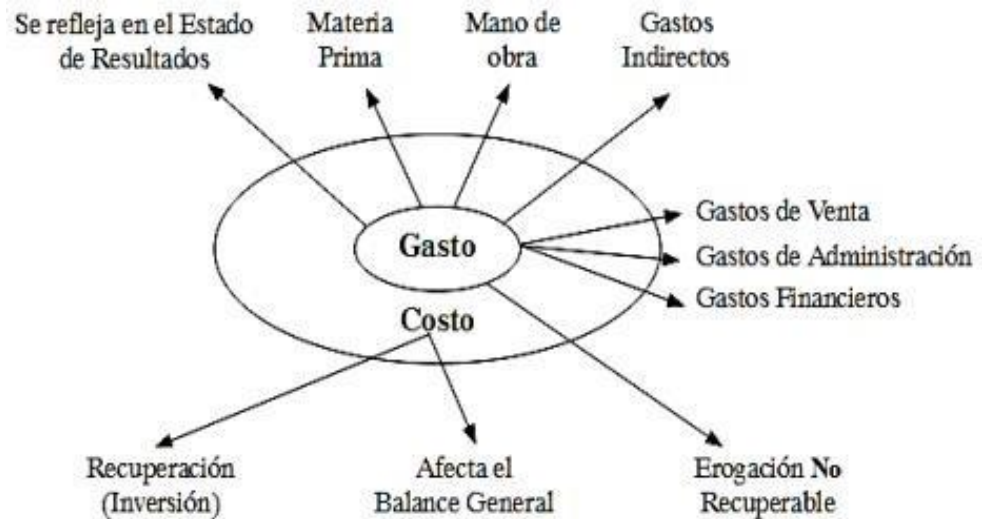 Se refleja en el Estado
de Resultados
Materia
Prima
Mano de
obra
Gastos
Indirectos
Gasto
Gastos de Venta
Gastos de Administración
Gastos Financieros
Costo
Recuperación
(Inversión)
Afecta el
Balance General
Erogación No
Recuperable